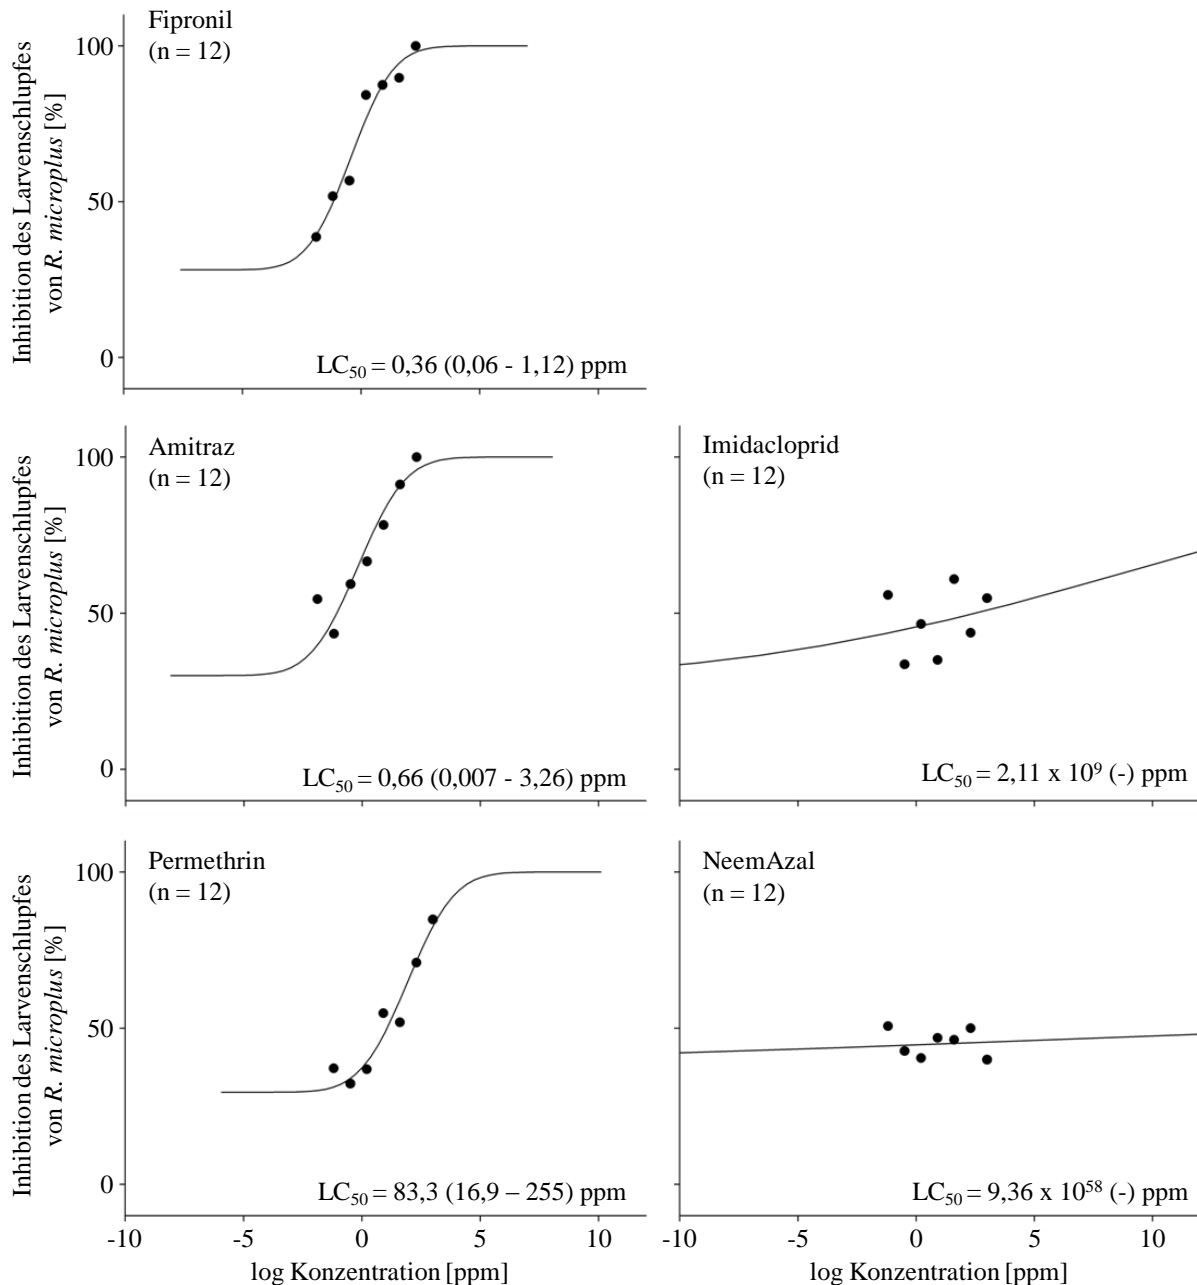 Inhibition des Larvenschlupfes
von R. microplus [%]
Fipronil
(n = 12)
100
50
0
LC₅₀ = 0,36 (0,06 - 1,12) ppm
Inhibition des Larvenschlupfes
von R. microplus [%]
Amitraz
(n = 12)
100
50
0
LC₅₀ = 0,66 (0,007 - 3,26) ppm
Imidacloprid
(n = 12)
LC₅₀ = 2,11 x 10⁹ (-) ppm
Inhibition des Larvenschlupfes
von R. microplus [%]
Permethrin
(n = 12)
100
50
0
LC₅₀ = 83,3 (16,9 – 255) ppm
-10 -5 0 5 10
log Konzentration [ppm]
NeemAzal
(n = 12)
LC₅₀ = 9,36 x 10⁵⁸ (-) ppm
-10 -5 0 5 10
log Konzentration [ppm]